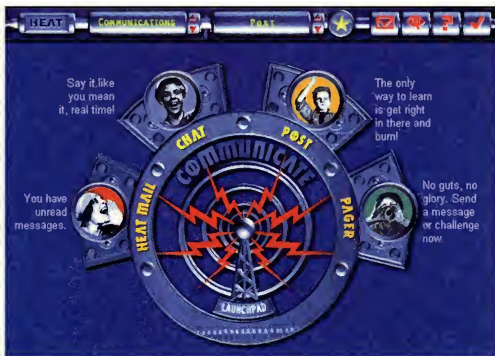 HEAT
COMMUNICATIONS
POST
?
Say it like
you mean
it, real time!
The only
way to learn
is get right
in there and
burn!
CHAT
POST
COMMUNICATE
HEAT MAIL
PAGER
You have
unread
messages.
No guts, no
glory. Send
a message
or challenge
now.
LAUNCHPAD